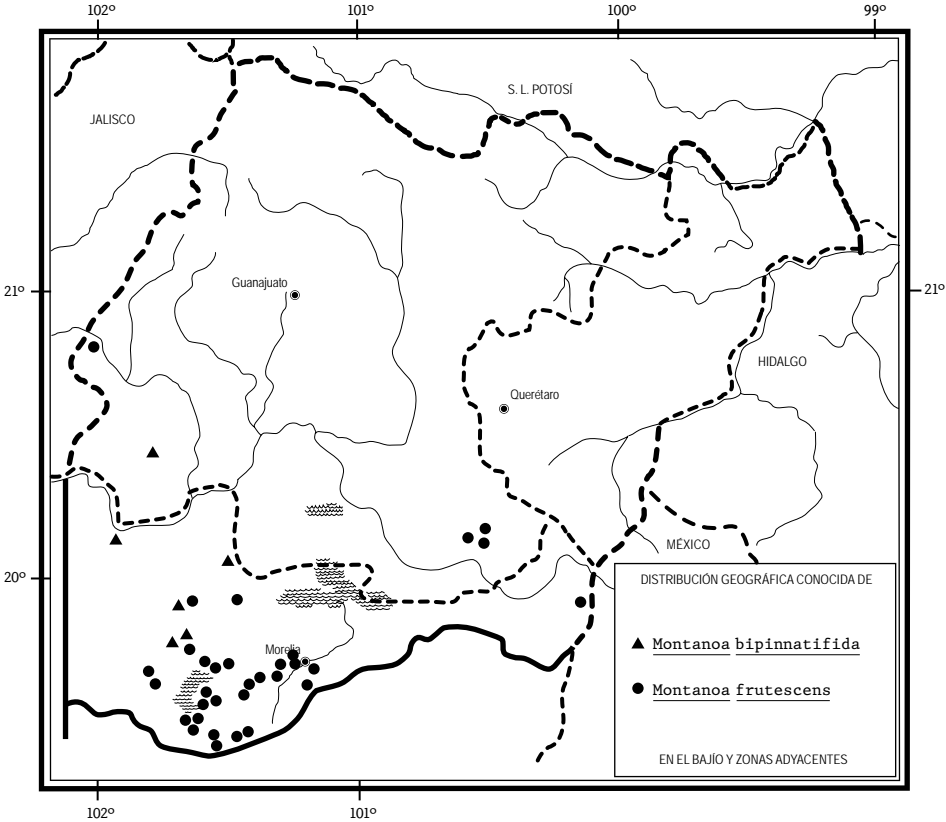 102º 101º 100º 99º
S. L. POTOSÍ
JALISCO
Guanajuato
21º 21º
HIDALGO
Querétaro
MÉXICO
20º
DISTRIBUCIÓN GEOGRÁFICA CONOCIDA DE
Montanoa bipinnatifida
Morelia
Montanoa frutescens
EN EL BAJÍO Y ZONAS ADYACENTES
102º 101º